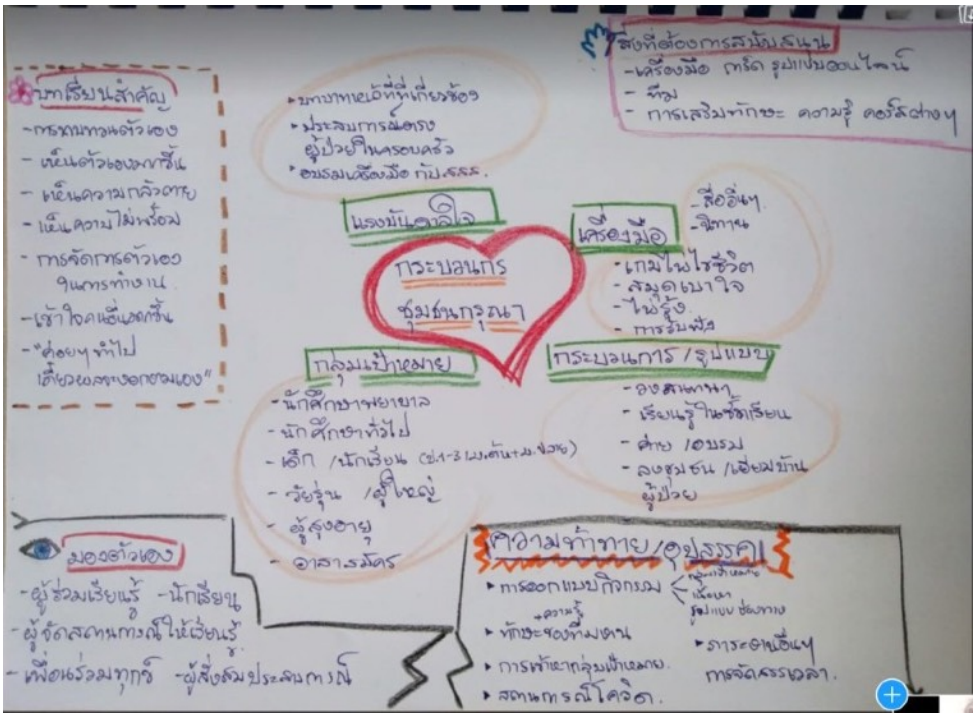 สิ่งที่ต้องการสนับสนุน
-เครื่องมือ การ์ด รูปแบบออนไลน์
- ทีม
- การเสริมทักษะ ความรู้ คอร์สต่างๆ
บทเรียนสำคัญ
-การทบทวนตัวเอง
- เห็นตัวเองมากขึ้น
- เห็นความกลัวตาย
- เห็นความไม่พร้อม
- การจัดการตัวเอง
ในการทำงาน
-เข้าใจคนอื่นมากขึ้น
-"ค่อยๆ ทำไป
เดี๋ยวผลจะงอกงามเอง"
บทบาทหน้าที่ที่เกี่ยวข้อง
ประสบการณ์ตรง
ผู้ป่วยในครอบครัว
อบรมเครื่องมือ กับ สสส.
แรงบันดาลใจ
เครื่องมือ
-สื่ออื่นๆ
-นิทาน
-เกมไพ่ไขชีวิต
-สมุดเบาใจ
-ไพ่รุ้ง
- การรับฟัง
กระบวนกร
ชุมชนกรุณา
กลุ่มเป้าหมาย
-นักศึกษาพยาบาล
-นักศึกษาทั่วไป
-เด็ก /นักเรียน (ป.1-3/ม.ต้น+ม.ปลาย)
- วัยรุ่น /ผู้ใหญ่
- ผู้สูงอายุ
- อาสาสมัคร
กระบวนการ/รูปแบบ
-วงสนทนา
- เรียนรู้ในชั้นเรียน
- ค่าย /อบรม
- ลงชุมชน /เยี่ยมบ้าน
ผู้ป่วย
มองตัวเอง
-ผู้ร่วมเรียนรู้ -นักเรียน
-ผู้จัดสถานการณ์ให้เรียนรู้
-เพื่อนร่วมทุกข์ -ผู้สั่งสมประสบการณ์
ความท้าทาย/อุปสรรค
การออกแบบกิจกรรม
กลุ่มเป้าหมาย
เนื้อหา
รูปแบบ ช่องทาง
ความรู้
ทักษะของทีมงาน
การเข้าหากลุ่มเป้าหมาย.
สถานการณ์โควิด.
ภาระงานอื่นๆ
การจัดสรรเวลา.